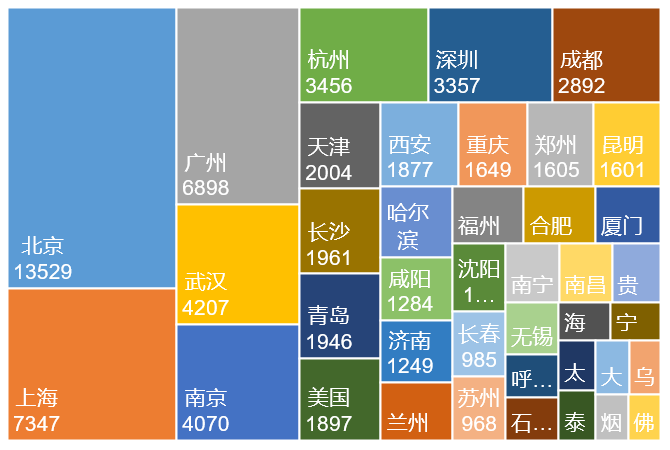 北京
13529
上海
7347
广州
6898
武汉
4207
南京
4070
杭州
3456
深圳
3357
成都
2892
天津
2004
长沙
1961
青岛
1946
美国
1897
西安
1877
重庆
1649
郑州
1605
昆明
1601
哈尔
滨
咸阳
1284
济南
1249
兰州
福州
合肥
厦门
沈阳
1…
长春
985
苏州
968
南宁
南昌
贵
无锡
呼…
石…
海
宁
太
大
乌
泰
烟
佛